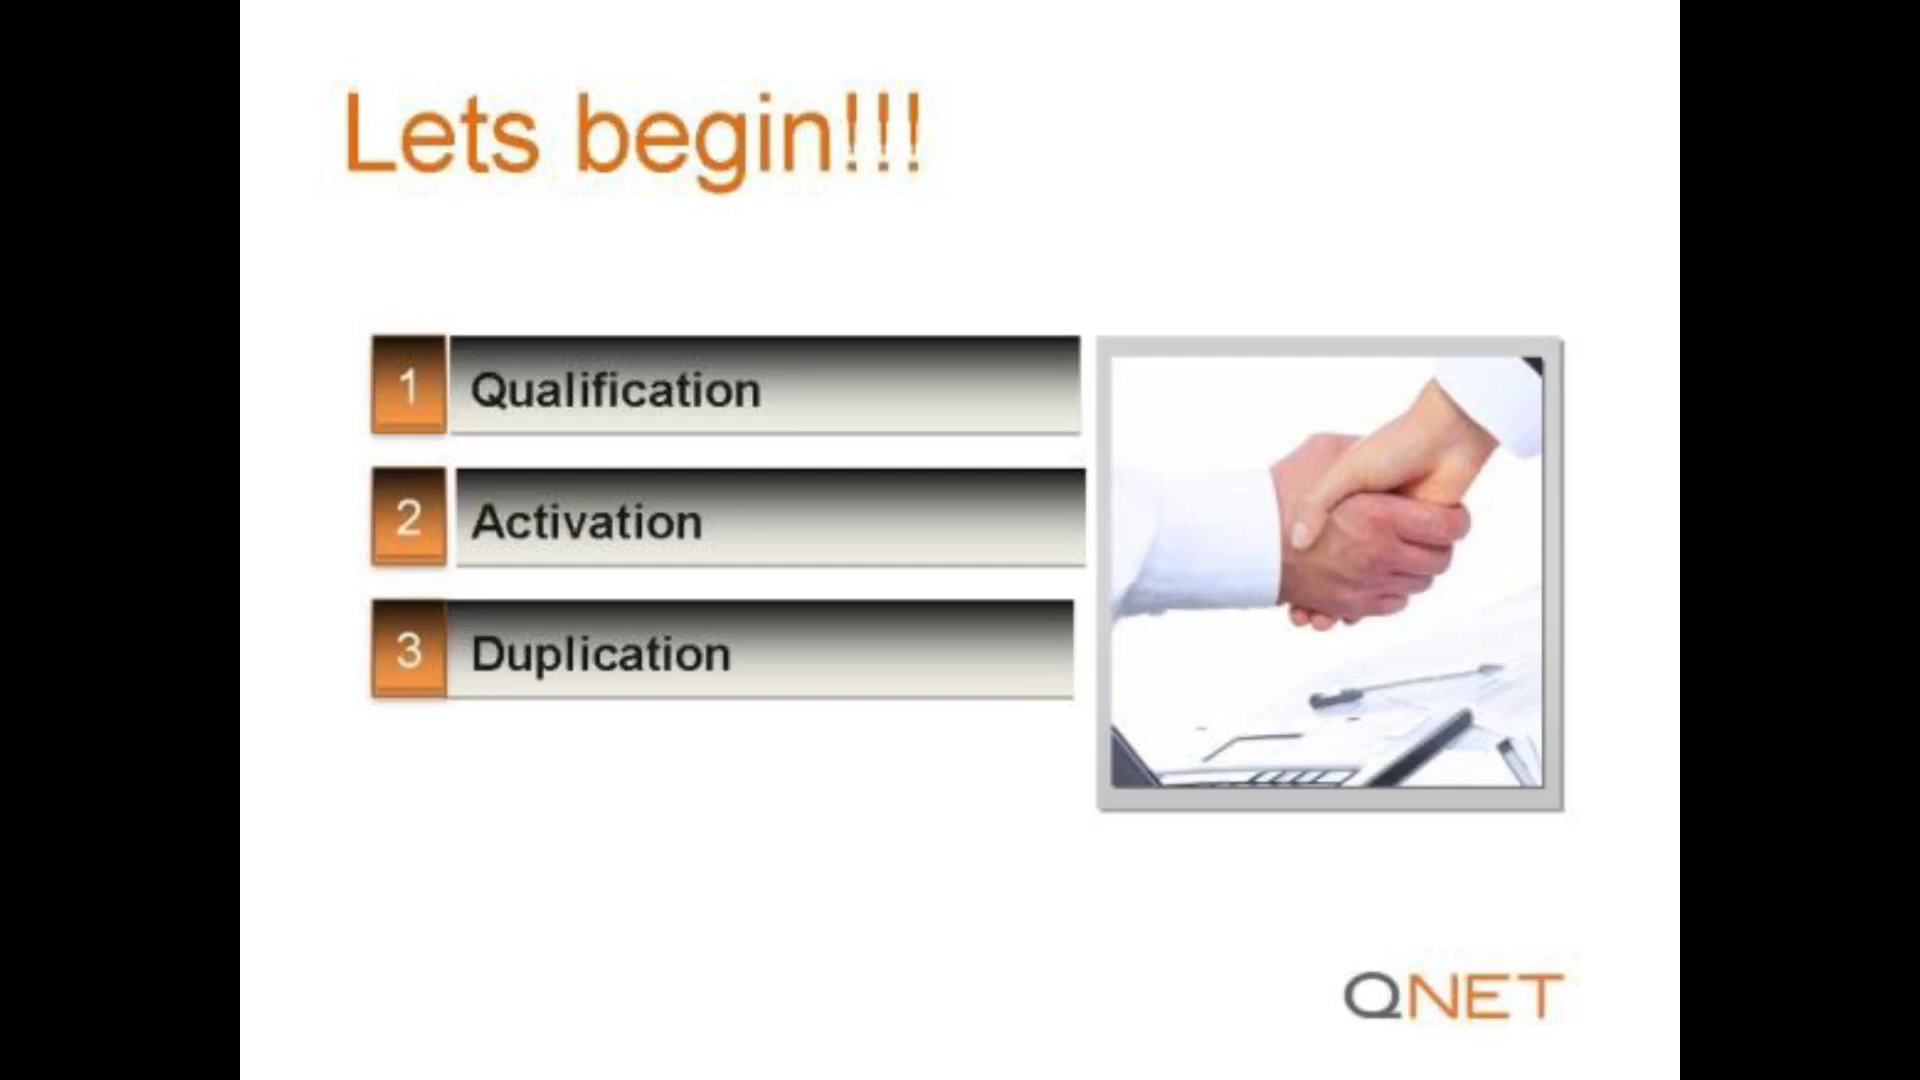 Lets begin!!!
1 Qualification
2 Activation
3 Duplication
QNET